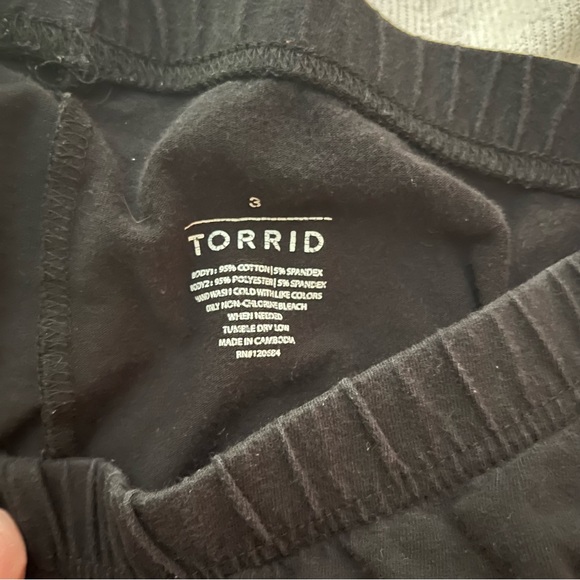 3
TORRID
BODY1: 95% COTTON | 5% SPANDEX
BODY2: 95% POLYESTER | 5% SPANDEX
HAND WASH COLD WITH LIKE COLORS
ONLY NON-CHLORINE BLEACH
WHEN NEEDED
TUMBLE DRY LOW
MADE IN CAMBODIA
RN#120604